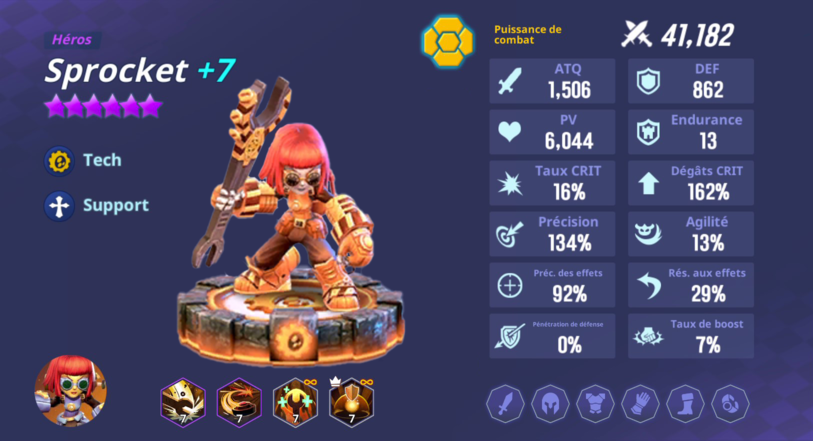 Héros
Sprocket +7
Tech
Support
7
7
7
7
Puissance de
combat
41,182
ATQ
1,506
DEF
862
PV
6,044
Endurance
13
Taux CRIT
16%
Dégâts CRIT
162%
Précision
134%
Agilité
13%
Préc. des effets
92%
Rés. aux effets
29%
Pénétration de défense
0%
Taux de boost
7%